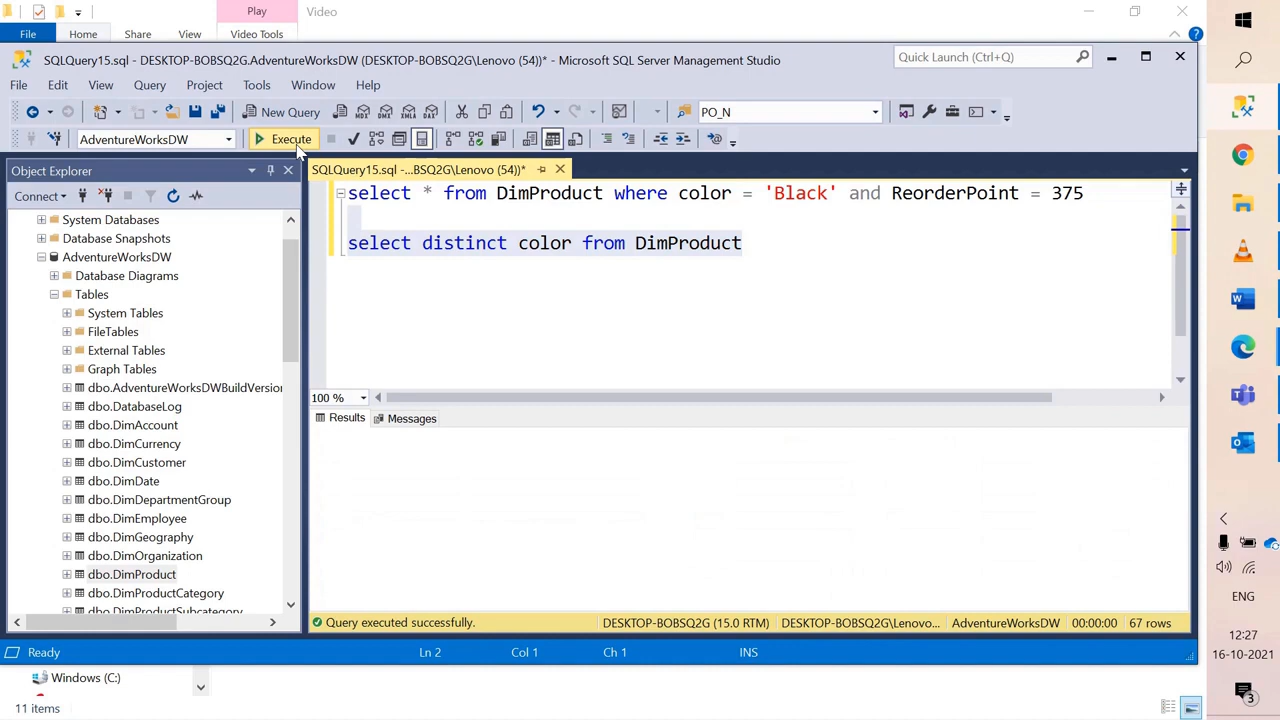 Play
Video
File
Home
Share
View
Video Tools
SQLQuery15.sql - DESKTOP-BOBSQ2G.AdventureWorksDW (DESKTOP-BOBSQ2G\Lenovo (54))* - Microsoft SQL Server Management Studio
Quick Launch (Ctrl+Q)
File Edit View Query Project Tools Window Help
New Query
MDX DMX XMLA DAX
PO_N
AdventureWorksDW
Execute
Object Explorer
SQLQuery15.sql -...BSQ2G\Lenovo (54))*
Connect
select * from DimProduct where color = 'Black' and ReorderPoint = 375
select distinct color from DimProduct
System Databases
Database Snapshots
AdventureWorksDW
Database Diagrams
Tables
System Tables
FileTables
External Tables
Graph Tables
dbo.AdventureWorksDWBuildVersion
dbo.DatabaseLog
dbo.DimAccount
dbo.DimCurrency
dbo.DimCustomer
dbo.DimDate
dbo.DimDepartmentGroup
dbo.DimEmployee
dbo.DimGeography
dbo.DimOrganization
dbo.DimProduct
dbo.DimProductCategory
dbo.DimProductSubcategory
100 %
Results
Messages
Query executed successfully.
DESKTOP-BOBSQ2G (15.0 RTM)
DESKTOP-BOBSQ2G\Lenovo...
AdventureWorksDW
00:00:00
67 rows
Ready
Ln 2
Col 1
Ch 1
INS
Windows (C:)
11 items
ENG
12:27
16-10-2021
3